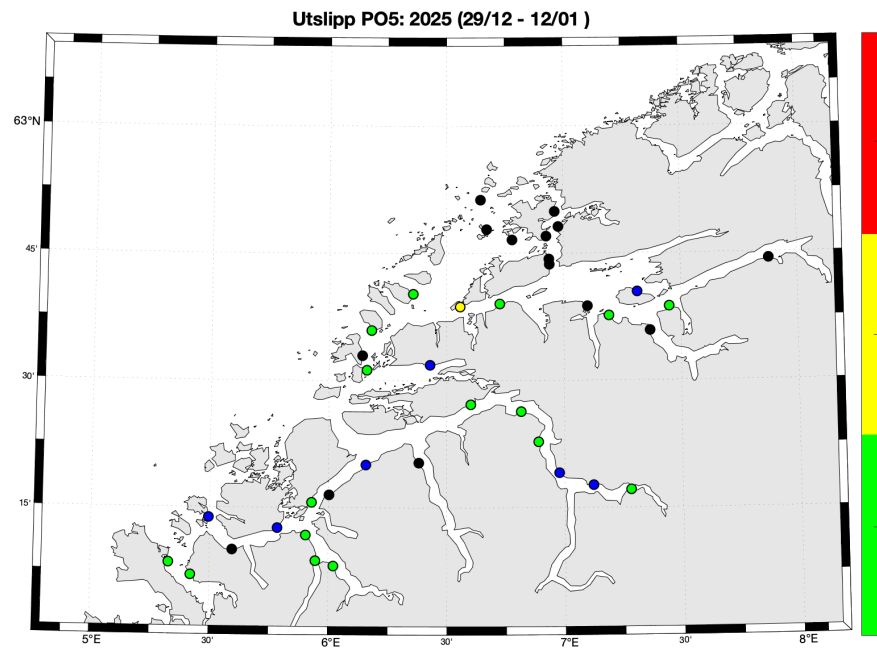 Utslipp PO5: 2025 (29/12 - 12/01 )
63°N
45'
30'
15'
5°E
30'
6°E
30'
7°E
30'
8°E